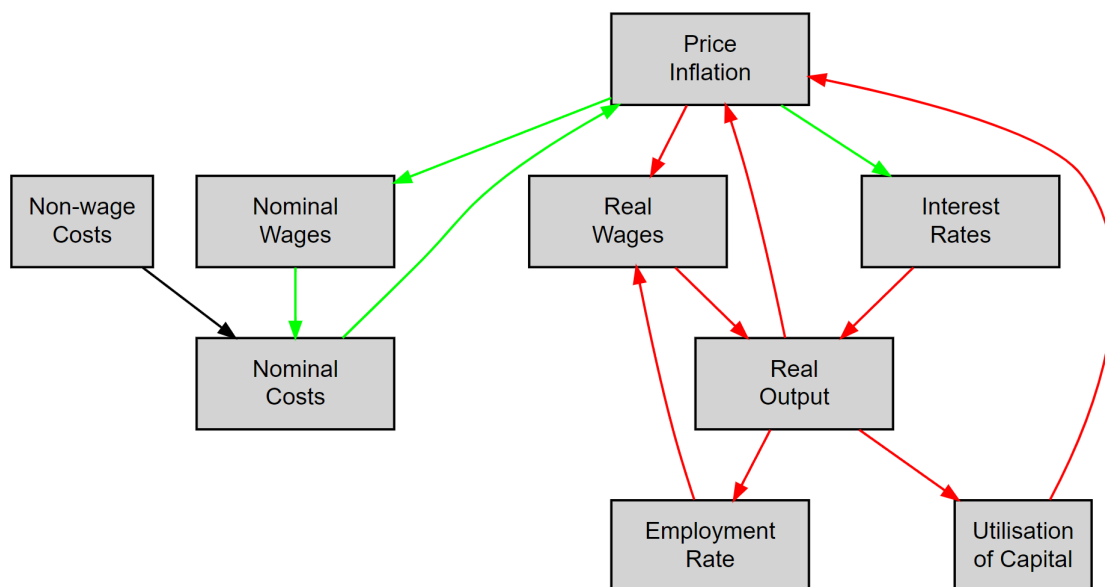 Price
Inflation
Non-wage
Costs
Nominal
Wages
Real
Wages
Interest
Rates
Nominal
Costs
Real
Output
Employment
Rate
Utilisation
of Capital